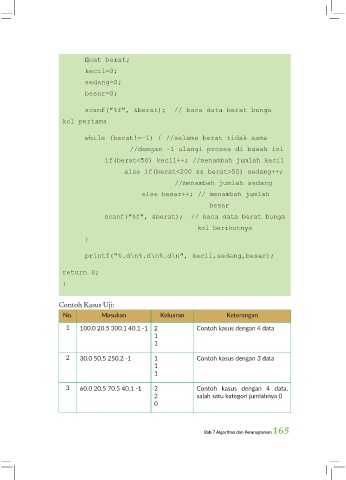 float berat;
kecil=0;
sedang=0;
besar=0;
scanf("%f", &berat); // baca data berat bunga
kol pertama
while (berat!=-1) { //selama berat tidak sama
//dengan -1 ulangi proses di bawah ini
if(berat<50) kecil++; //menambah jumlah kecil
else if(berat<200 && berat>50) sedang++;
//menambah jumlah sedang
else besar++; // menambah jumlah
besar
scanf("%f", &berat); // baca data berat bunga
kol berikutnya
}
printf("%.d\n%.d\n%.d\n", kecil,sedang,besar);
return 0;
}
Contoh Kasus Uji:
No. Masukan Keluaran Keterangan
1 100.0 20.5 300.1 40.1 -1 2 Contoh kasus dengan 4 data
1
1
2 30.0 50.5 250.2 -1 1 Contoh kasus dengan 3 data
1
1
3 60.0 20.5 70.5 40.1 -1 2 Contoh kasus dengan 4 data,
2 salah satu kategori jumlahnya 0
0
Bab 7 Algoritma dan Pemrograman 165